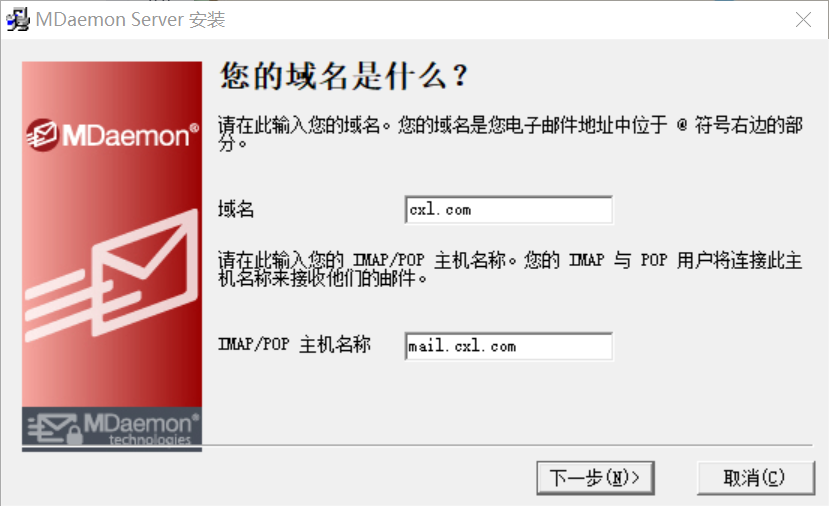 MDaemon Server 安装
您的域名是什么？
MDaemon®
请在此输入您的域名。您的域名是您电子邮件地址中位于 @ 符号右边的部
分。
域名
cxl.com
请在此输入您的 IMAP/POP 主机名称。您的 IMAP 与 POP 用户将连接此主
机名称来接收他们的邮件。
IMAP/POP 主机名称
mail.cxl.com
MDaemon®
technologies
下一步(N)>
取消(C)